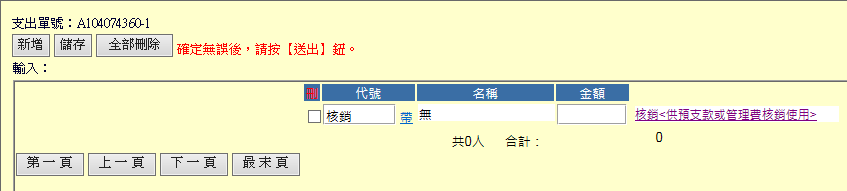 支出單號：A104074360-1
新增 儲存 全部刪除 確定無誤後，請按【送出】鈕。
輸入：
刪 代號 名稱 金額
核銷 帶 無 核銷<供預支款或管理費核銷使用>
共0人 合計： 0
第一頁 上一頁 下一頁 最末頁